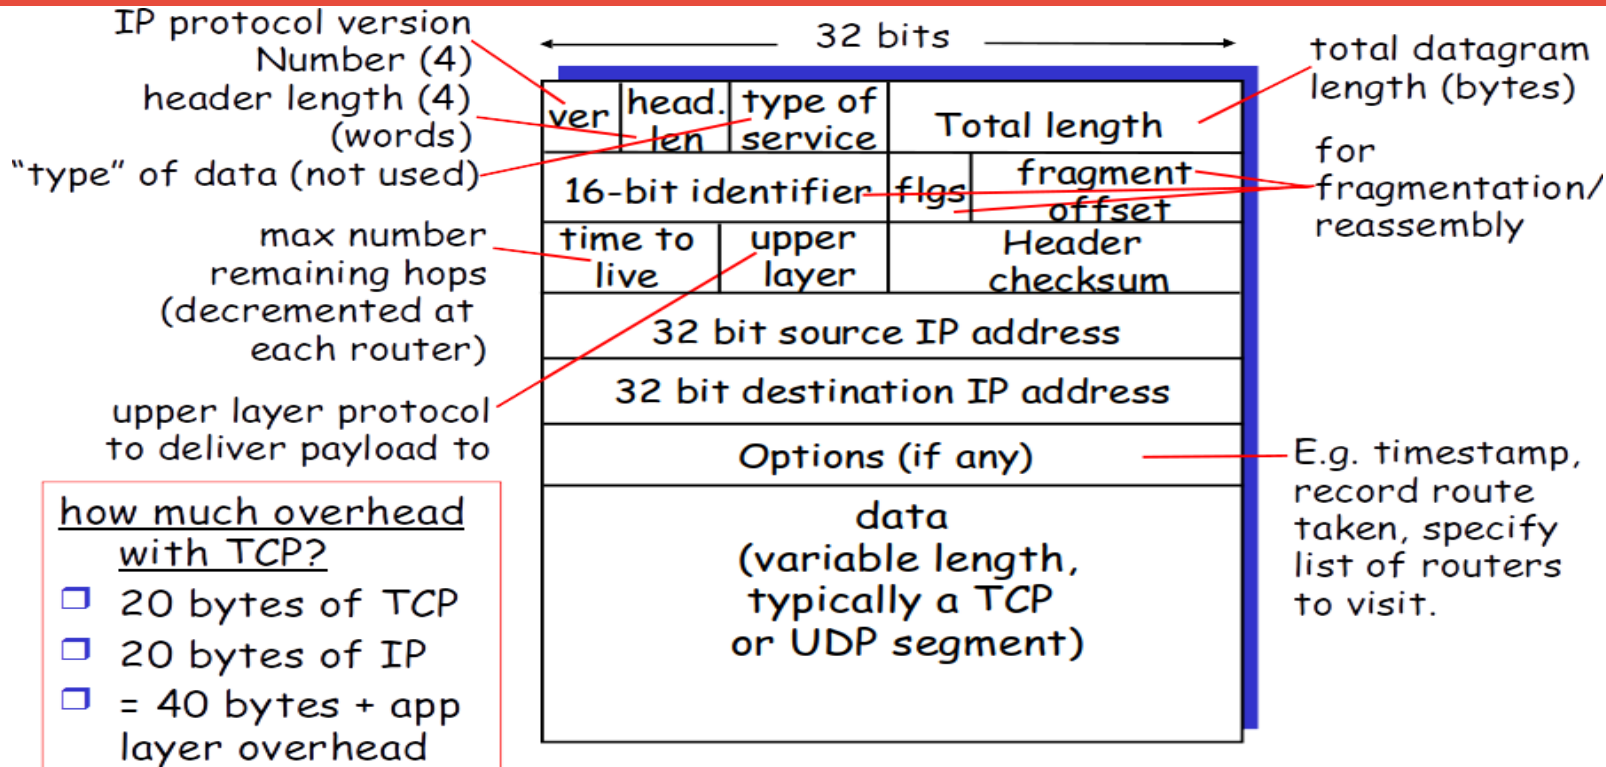 IP protocol version
Number (4)
header length (4)
(words)
"type" of data (not used)
max number
remaining hops
(decremented at
each router)
upper layer protocol
to deliver payload to
how much overhead
with TCP?
20 bytes of TCP
20 bytes of IP
= 40 bytes + app
layer overhead
32 bits
ver
head.
len
type of
service
Total length
16-bit identifier
flgs
fragment
offset
time to
live
upper
layer
Header
checksum
32 bit source IP address
32 bit destination IP address
Options (if any)
data
(variable length,
typically a TCP
or UDP segment)
total datagram
length (bytes)
for
fragmentation/
reassembly
E.g. timestamp,
record route
taken, specify
list of routers
to visit.